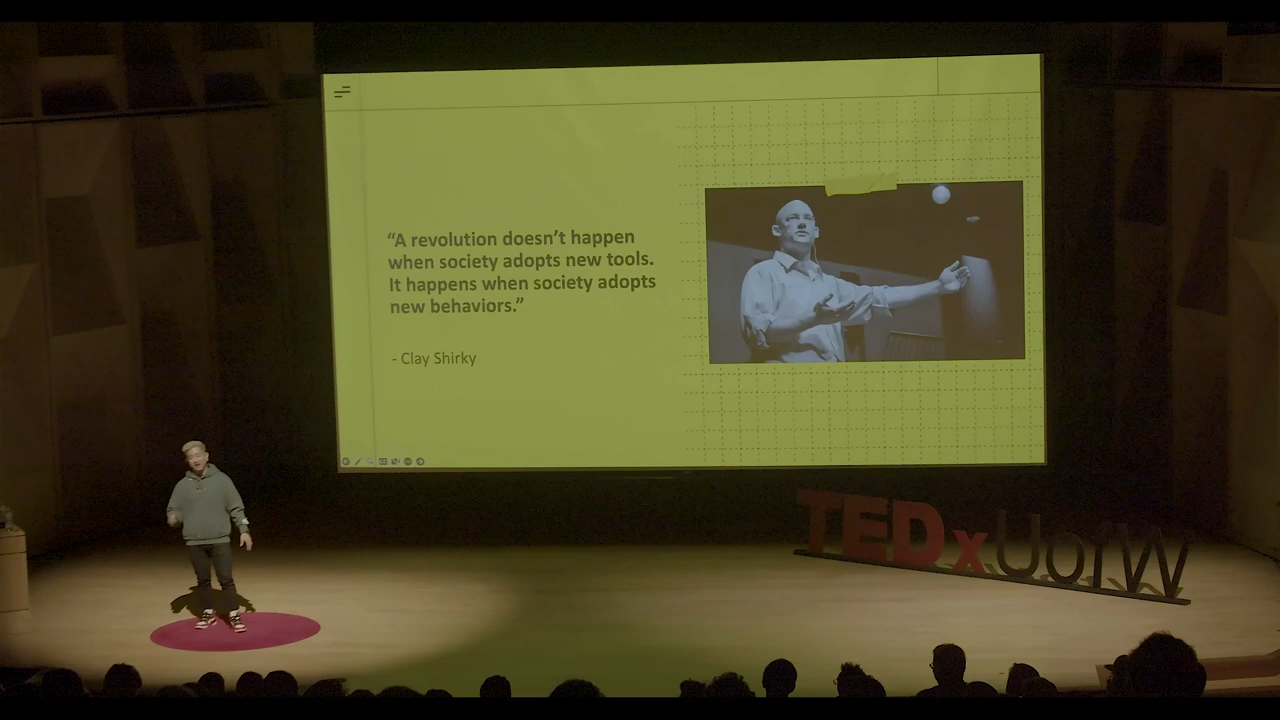 “A revolution doesn’t happen
when society adopts new tools.
It happens when society adopts
new behaviors.”
- Clay Shirky
TEDxUofW